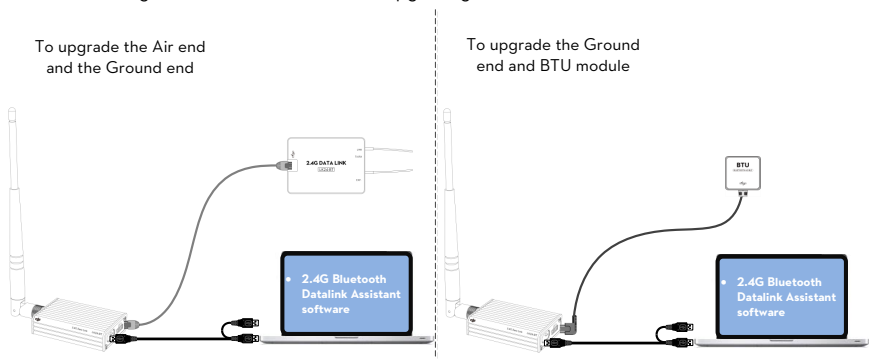 To upgrade the Air end
and the Ground end
To upgrade the Ground
end and BTU module
2.4G DATA LINK
BTU
2.4G Bluetooth
Datalink Assistant
software
2.4G Bluetooth
Datalink Assistant
software